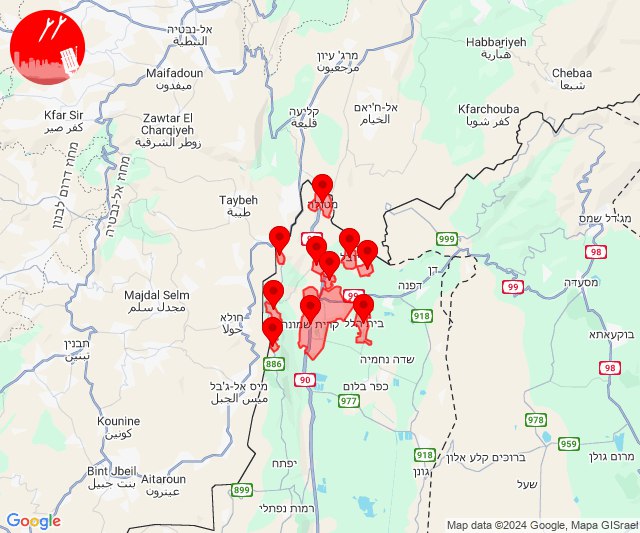 אל-נבטיה
النبطية
מרג' עיון
مرجعيون
Habbariyeh
هبارية
Maifadoun
ميفدون
Chebaa
شبعا
Kfar Sir
كفر صير
קליעה
قليعة
אל-ח'יאם
الخيام
Kfarchouba
كفر شوبا
Zawtar El
Charqiyeh
زوطر الشرقية
מחוז דרום לבנון
מחוז אל-נבטיה
Taybeh
طيبة
מטולה
מג'דל שמס
999
98
99
דן
דפנה
99
מסעדה
Majdal Selm
مجدل سلم
חולא
حولا
918
קרית שמונה
בית הלל
בוקעאתא
תבנין
تبنين
886
שדה נחמיה
98
מיס אל-ג'בל
ميس الجبل
90
כפר בלום
977
Kounine
كونين
978
959
918
ברוכים קלע אלון
מרום גולן
Bint Jbeil
بنت جبيل
Aitaroun
عيترون
יפתח
גונן
899
שעל
רמות נפתלי
Google
Map data ©2024 Google, Mapa GISrael